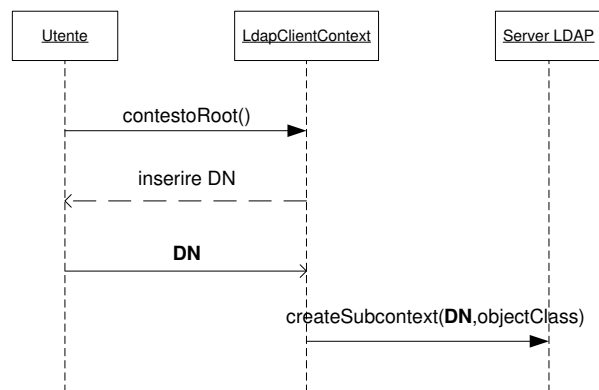 Utente
LdapClientContext
Server LDAP
contestoRoot()
inserire DN
DN
createSubcontext(DN,objectClass)